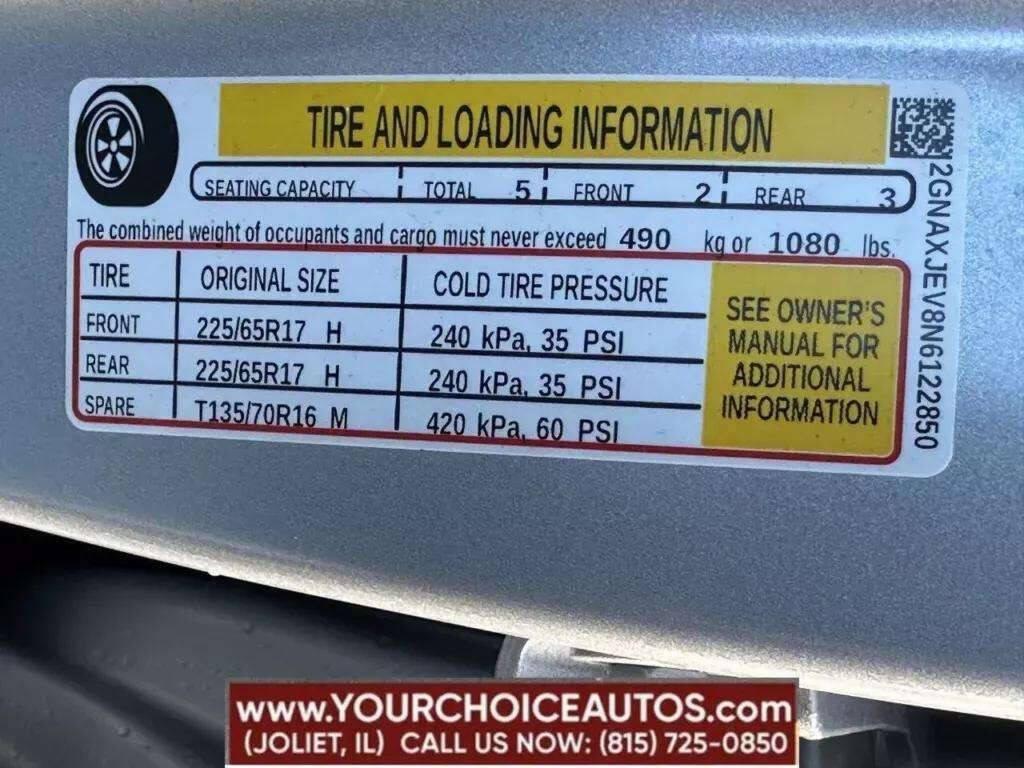 TIRE AND LOADING INFORMATION
SEATING CAPACITY TOTAL 5 FRONT 2 REAR 3
The combined weight of occupants and cargo must never exceed 490 kg or 1080 lbs.
TIRE ORIGINAL SIZE COLD TIRE PRESSURE
FRONT 225/65R17 H 240 kPa, 35 PSI
REAR 225/65R17 H 240 kPa, 35 PSI
SPARE T135/70R16 M 420 kPa, 60 PSI
SEE OWNER'S
MANUAL FOR
ADDITIONAL
INFORMATION
2GNAXJEV8N6122850
www.YOURCHOICEAUTOS.com
(JOLIET, IL) CALL US NOW: (815) 725-0850